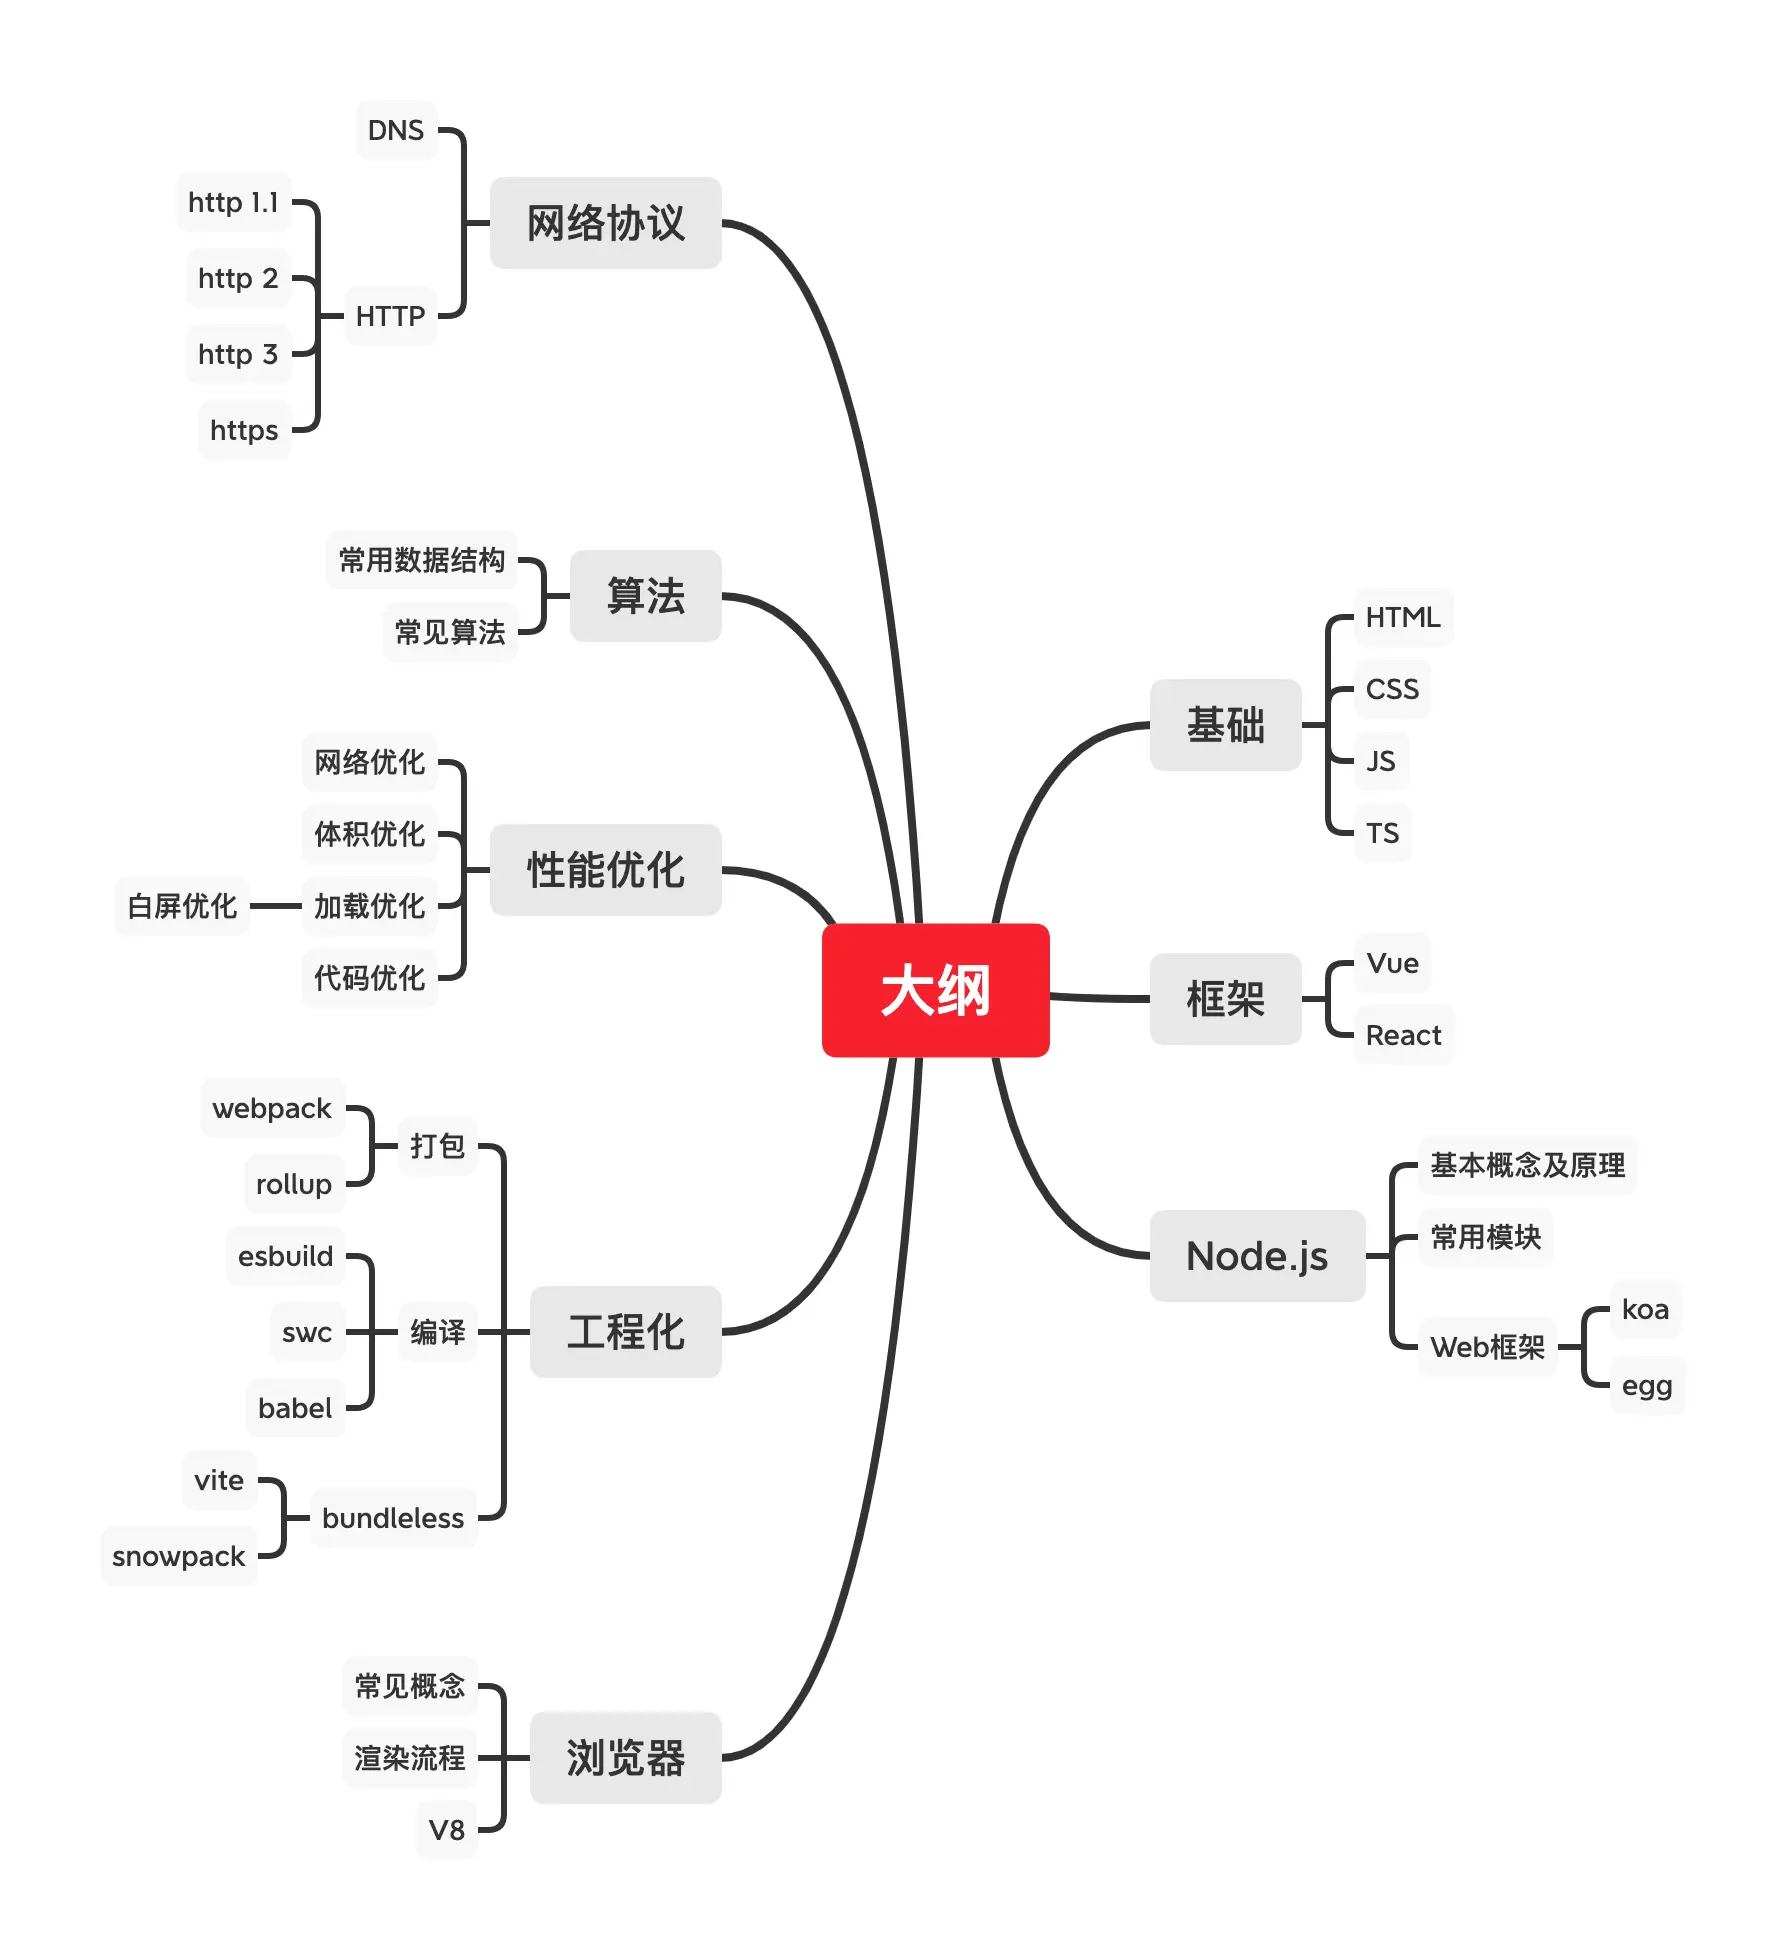 大纲
基础
HTML
CSS
JS
TS
框架
Vue
React
Node.js
基本概念及原理
常用模块
Web框架
koa
egg
网络协议
DNS
HTTP
http 1.1
http 2
http 3
https
算法
常用数据结构
常见算法
性能优化
网络优化
体积优化
加载优化
白屏优化
代码优化
工程化
打包
webpack
rollup
编译
esbuild
swc
babel
bundleless
vite
snowpack
浏览器
常见概念
渲染流程
V8